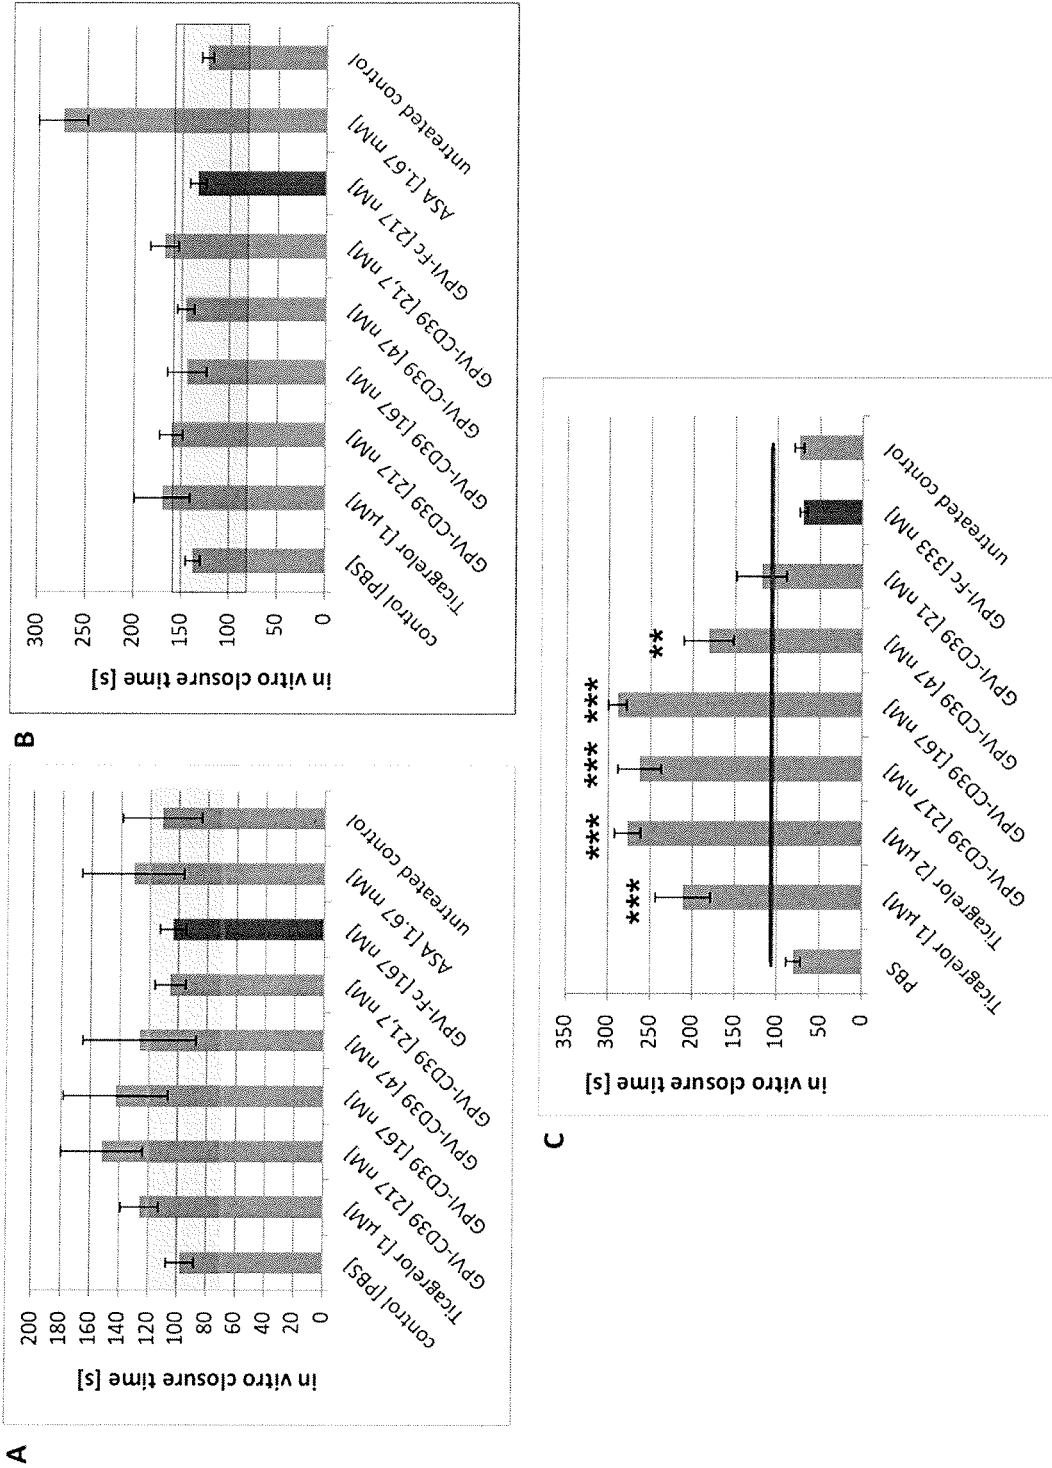 A
in vitro closure time [s]
200
180
160
140
120
100
80
60
40
20
0
control [PBS]
Ticagrelor [1 µM]
GPVI-CD39 [217 nM]
GPVI-CD39 [167 nM]
GPVI-CD39 [47 nM]
GPVI-CD39 [21,7 nM]
GPVI-Fc [167 nM]
ASA [1.67 mM]
untreated control
B
in vitro closure time [s]
300
250
200
150
100
50
0
control [PBS]
Ticagrelor [1 µM]
GPVI-CD39 [217 nM]
GPVI-CD39 [167 nM]
GPVI-CD39 [47 nM]
GPVI-CD39 [21,7 nM]
GPVI-Fc [217 nM]
ASA [1.67 mM]
untreated control
C
in vitro closure time [s]
350
300
250
200
150
100
50
0
***
***
***
***
**
PBS
Ticagrelor [1 µM]
Ticagrelor [2 µM]
GPVI-CD39 [217 nM]
GPVI-CD39 [167 nM]
GPVI-CD39 [47 nM]
GPVI-CD39 [21 nM]
GPVI-Fc [333 nM]
untreated control